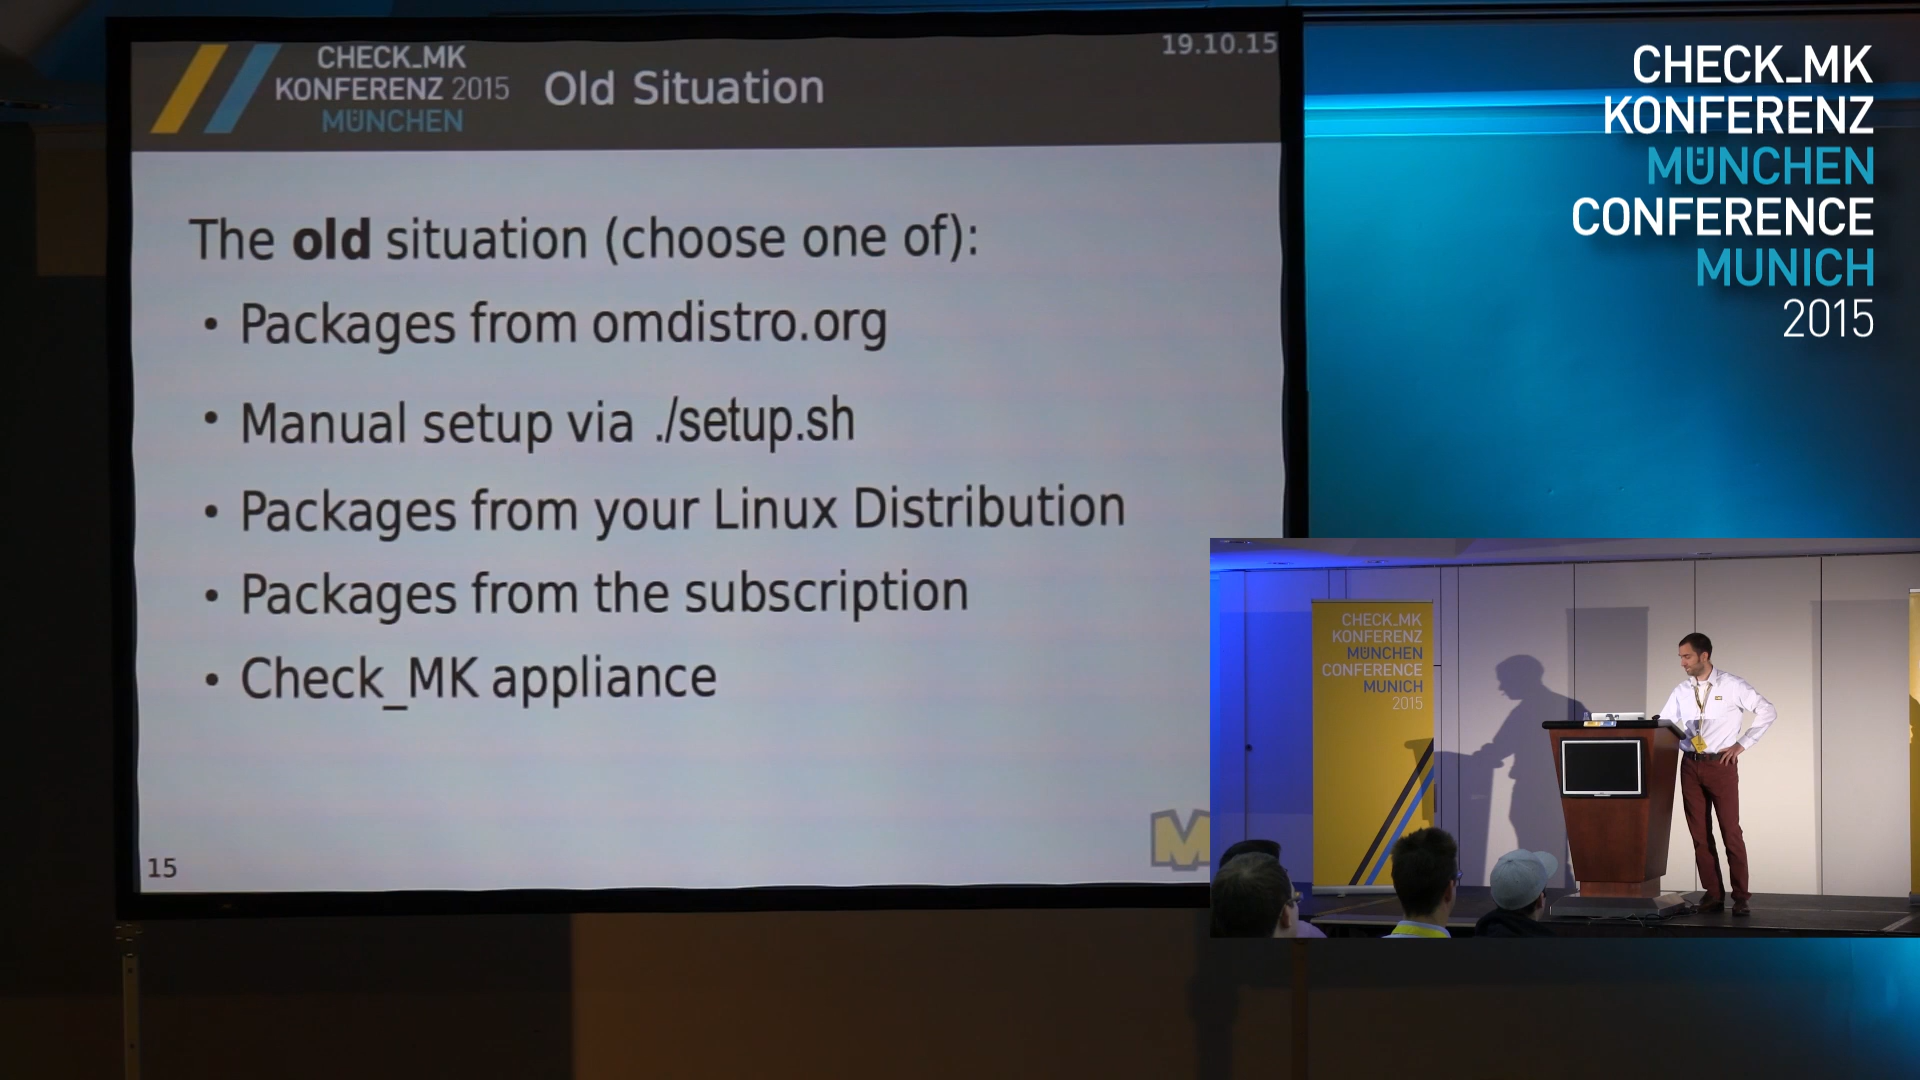 CHECK_MK
KONFERENZ 2015
MÜNCHEN
Old Situation
19.10.15
The old situation (choose one of):
• Packages from omdistro.org
• Manual setup via ./setup.sh
• Packages from your Linux Distribution
• Packages from the subscription
• Check_MK appliance
15
M
CHECK_MK
KONFERENZ
MÜNCHEN
CONFERENCE
MUNICH
2015
CHECK_MK
KONFERENZ
MÜNCHEN
CONFERENCE
MUNICH
2015